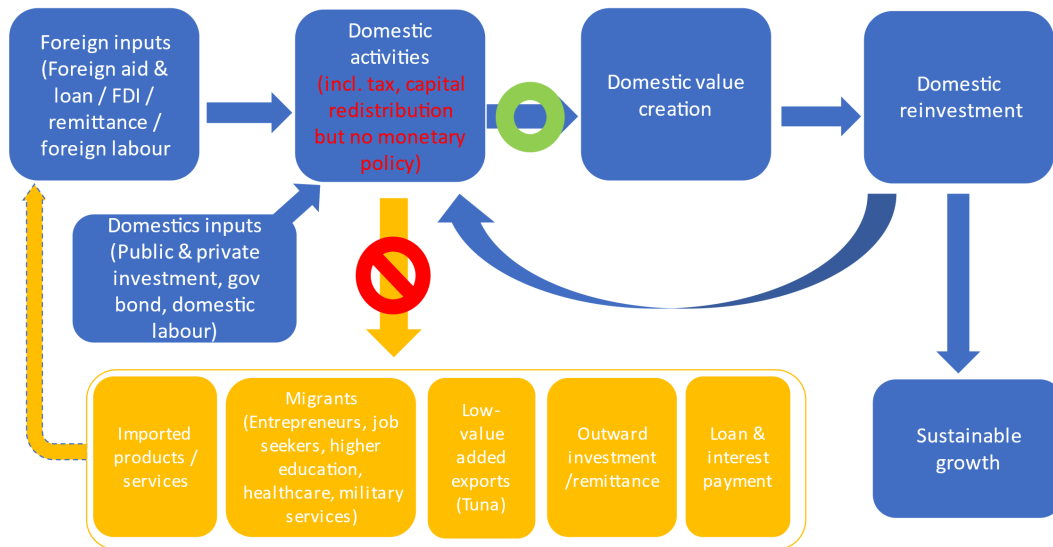 Foreign inputs
(Foreign aid &
loan / FDI /
remittance /
foreign labour
Domestic
activities
(incl. tax, capital
redistribution
but no monetary
policy)
Domestic value
creation
Domestic
reinvestment
Domestics inputs
(Public & private
investment, gov
bond, domestic
labour)
Imported
products /
services
Migrants
(Entrepreneurs, job
seekers, higher
education,
healthcare, military
services)
Low-
value
added
exports
(Tuna)
Outward
investment
/remittance
Loan &
interest
payment
Sustainable
growth